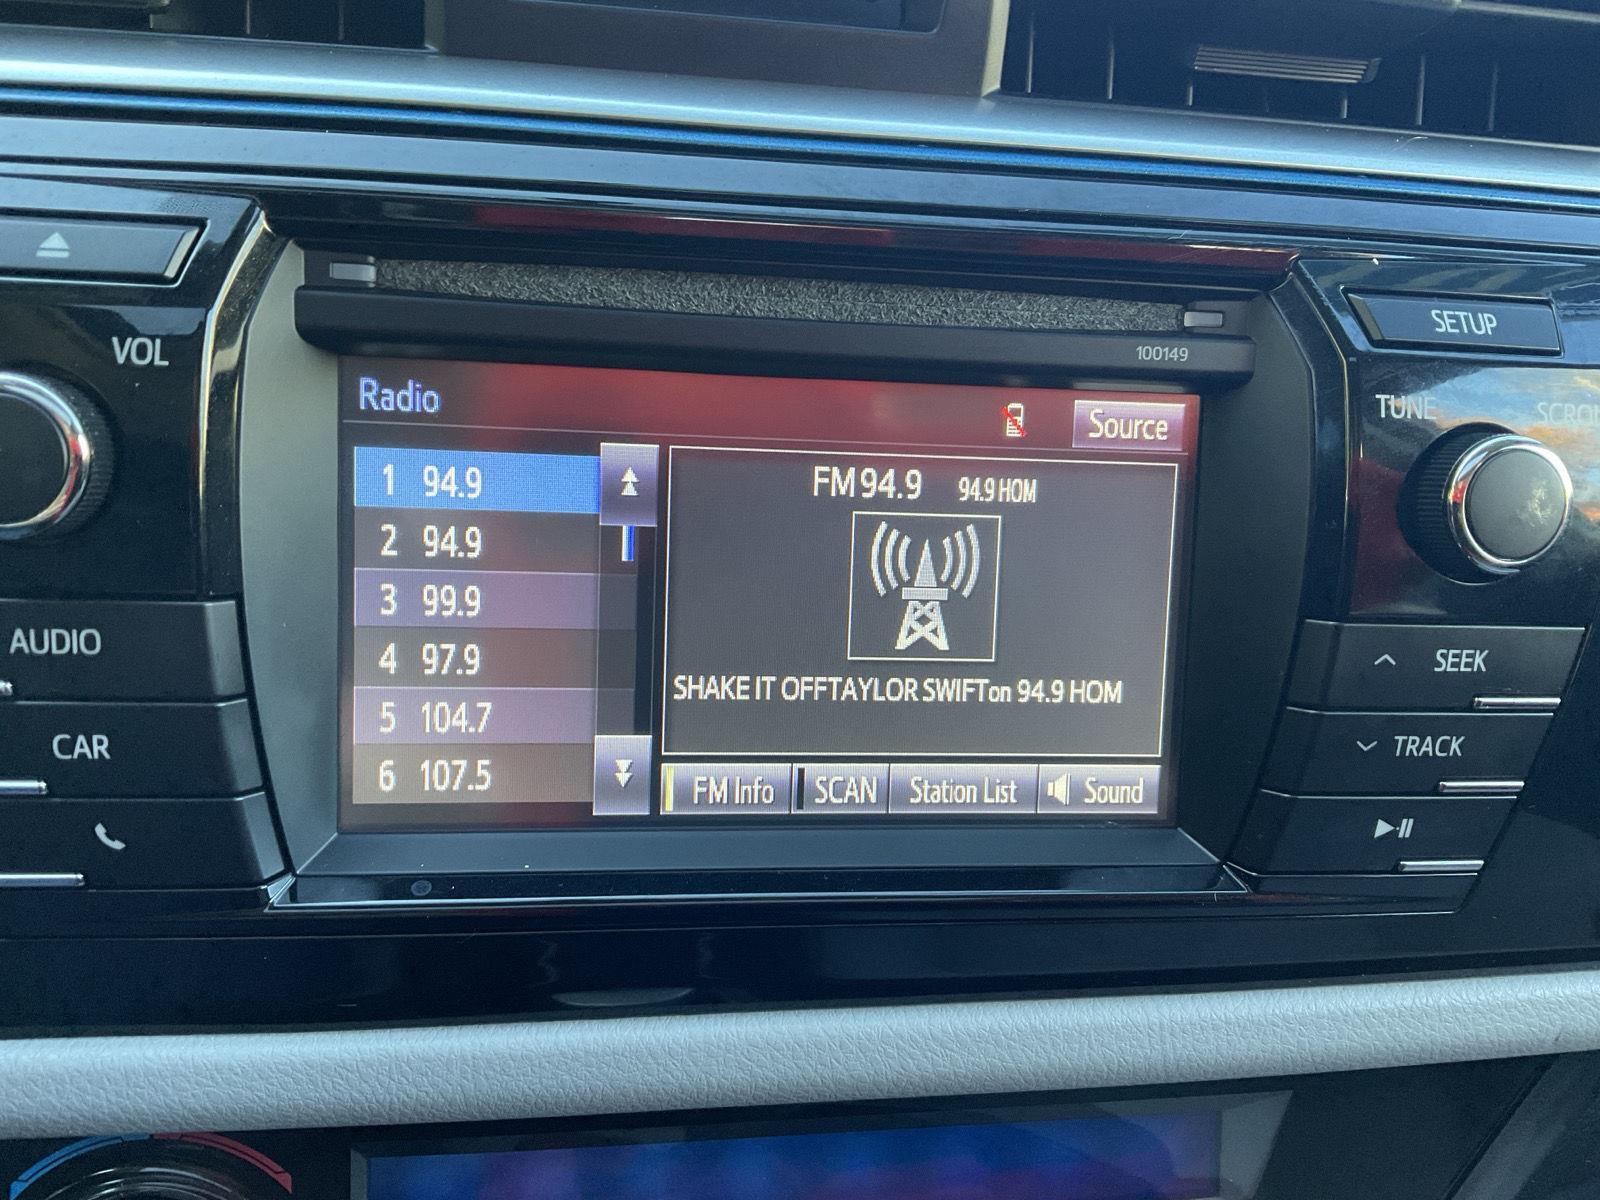 VOL
AUDIO
CAR
100149
Radio
Source
1 94.9
2 94.9
3 99.9
4 97.9
5 104.7
6 107.5
FM 94.9 94.9 HOM
SHAKE IT OFFTAYLOR SWIFTon 94.9 HOM
FM Info
SCAN
Station List
Sound
SETUP
TUNE
SEEK
TRACK